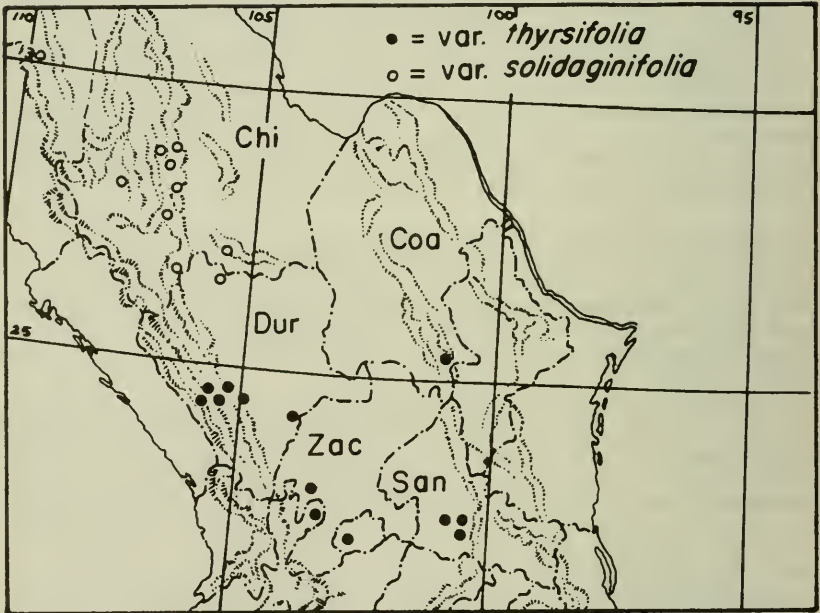 110
105
100
95
● = var. thyrsifolia
○ = var. solidaginifolia
130
Chi
Coa
Dur
25
Zac
San